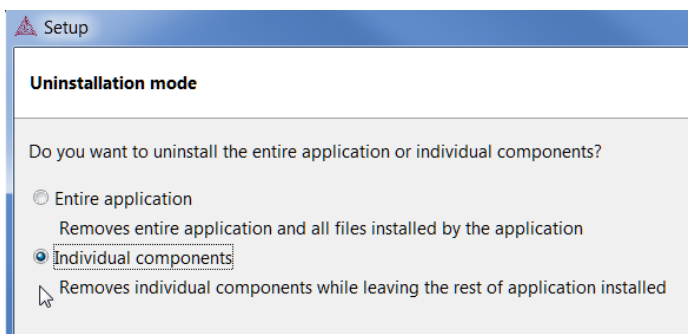 Setup
Uninstallation mode
Do you want to uninstall the entire application or individual components?
Entire application
Removes entire application and all files installed by the application
Individual components
Removes individual components while leaving the rest of application installed